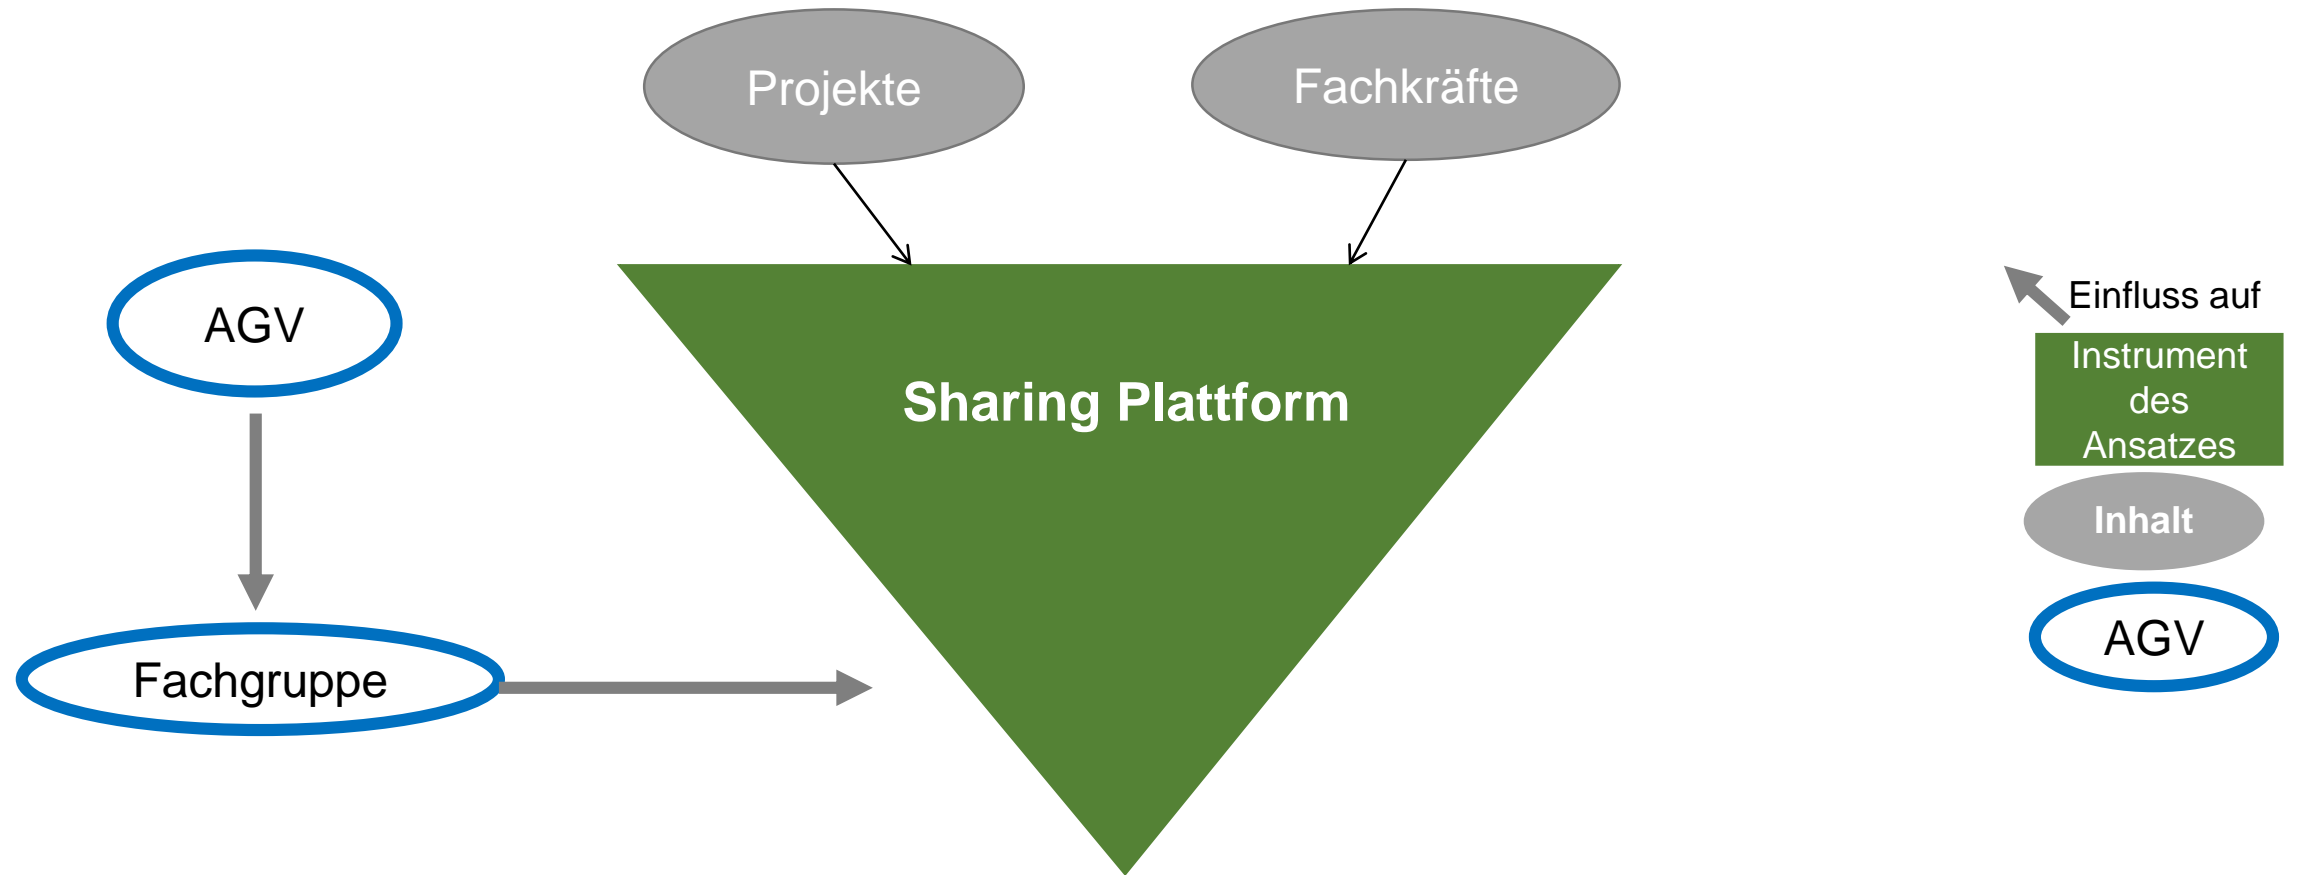 Projekte
Fachkräfte
AGV
Sharing Plattform
Fachgruppe
Einfluss auf
Instrument
des
Ansatzes
Inhalt
AGV